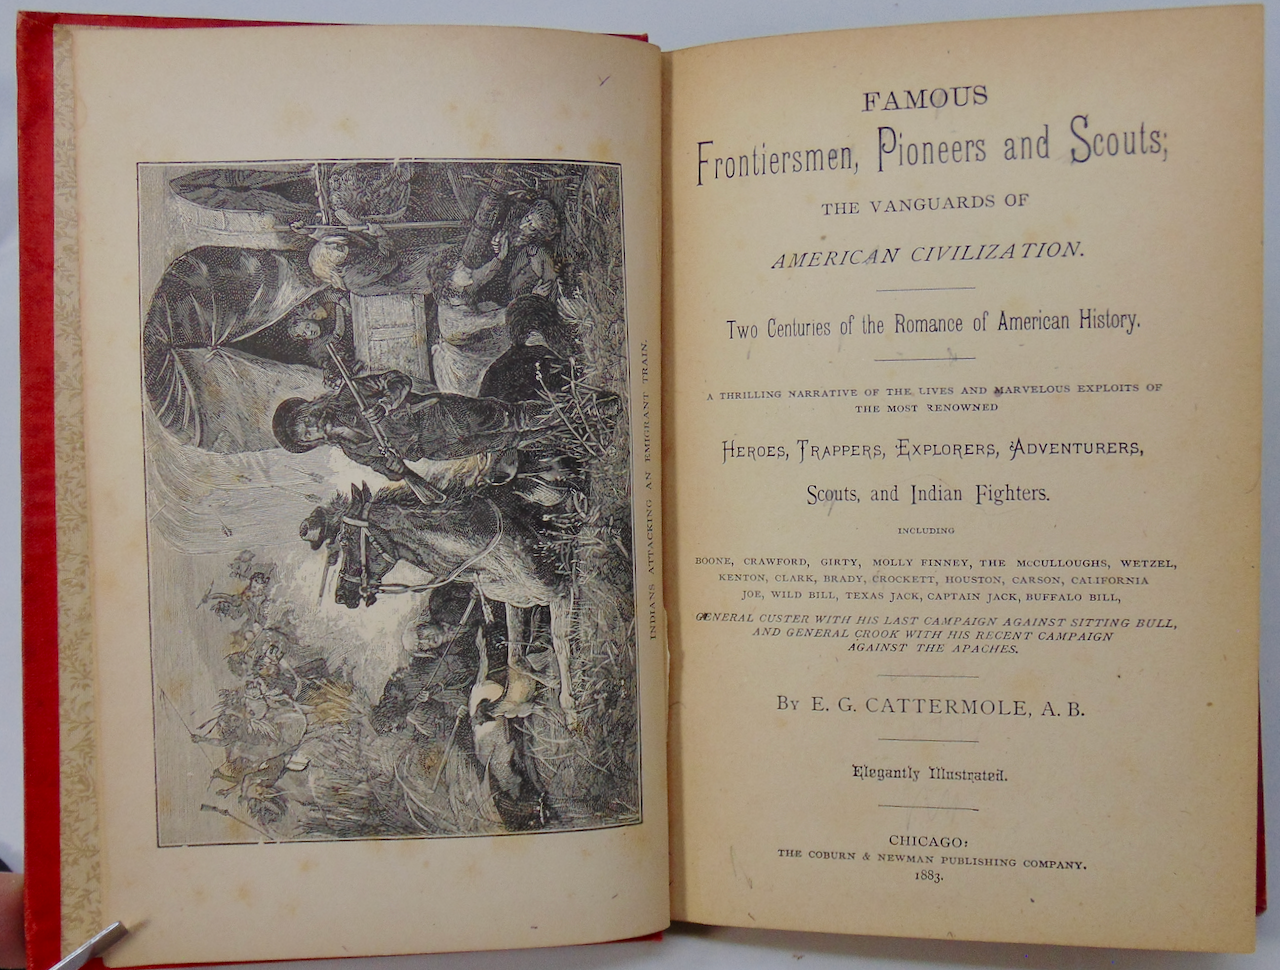 INDIANS ATTACKING AN EMIGRANT TRAIN.
FAMOUS
Frontiersmen, Pioneers and Scouts;
THE VANGUARDS OF
AMERICAN CIVILIZATION.
Two Centuries of the Romance of American History.
A THRILLING NARRATIVE OF THE LIVES AND MARVELOUS EXPLOITS OF
THE MOST RENOWNED
HEROES, TRAPPERS, EXPLORERS, ADVENTURERS,
Scouts, and Indian Fighters.
INCLUDING
BOONE, CRAWFORD, GIRTY, MOLLY FINNEY, THE McCULLOUGHS, WETZEL,
KENTON, CLARK, BRADY, CROCKETT, HOUSTON, CARSON, CALIFORNIA
JOE, WILD BILL, TEXAS JACK, CAPTAIN JACK, BUFFALO BILL,
GENERAL CUSTER WITH HIS LAST CAMPAIGN AGAINST SITTING BULL,
AND GENERAL CROOK WITH HIS RECENT CAMPAIGN
AGAINST THE APACHES.
BY E. G. CATTERMOLE, A. B.
Elegantly Illustrated.
CHICAGO:
THE COBURN & NEWMAN PUBLISHING COMPANY.
1883.